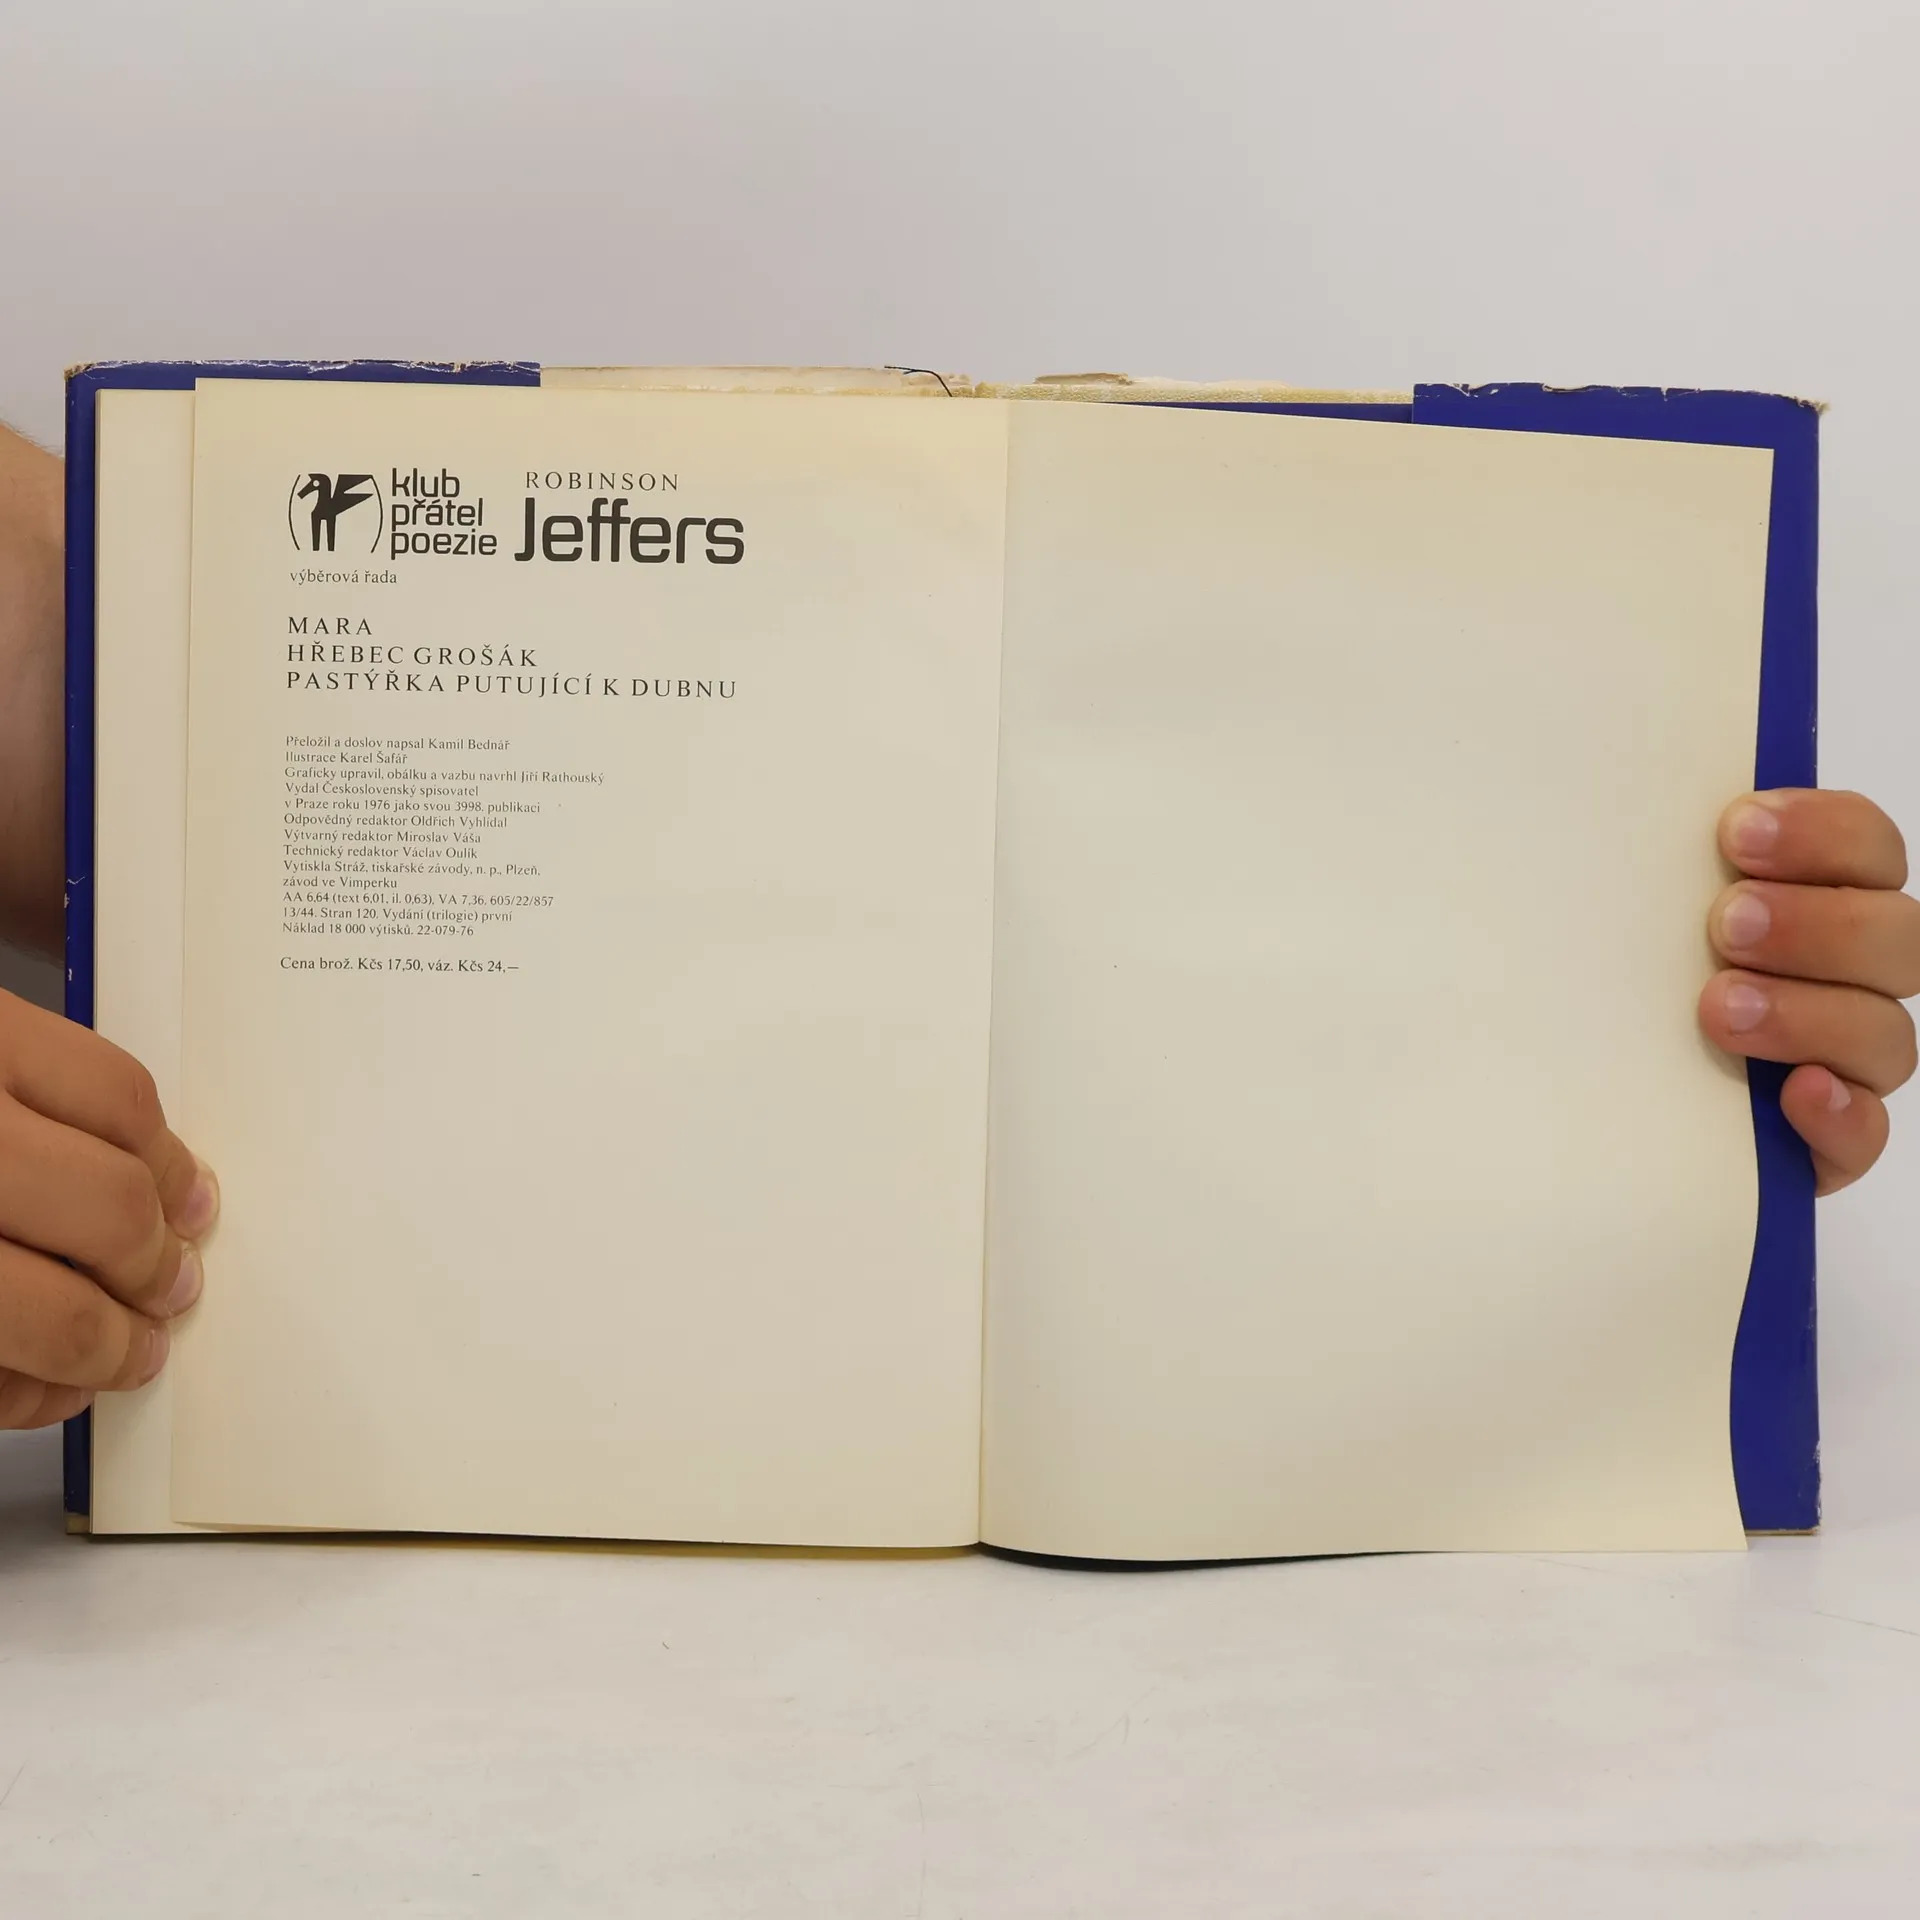 klub
přátel
poezie
výběrová řada
ROBINSON
Jeffers
MARA
HŘEBEC GROŠÁK
PASTÝŘKA PUTUJÍCÍ K DUBNU
Přeložil a doslov napsal Kamil Bednář
Ilustrace Karel Šafář
Graficky upravil, obálku a vazbu navrhl Jiří Rathouský
Vydal Československý spisovatel
v Praze roku 1976 jako svou 3998. publikaci
Odpovědný redaktor Oldřich Vyhlídal
Výtvarný redaktor Miroslav Váša
Technický redaktor Václav Oulík
Vytiskla Stráž, tiskařské závody, n. p., Plzeň,
závod ve Vimperku
AA 6,64 (text 6,01, il. 0,63), VA 7,36. 605/22/857
13/44. Stran 120. Vydání (trilogie) první
Náklad 18 000 výtisků. 22-079-76
Cena brož. Kčs 17,50, váz. Kčs 24,—